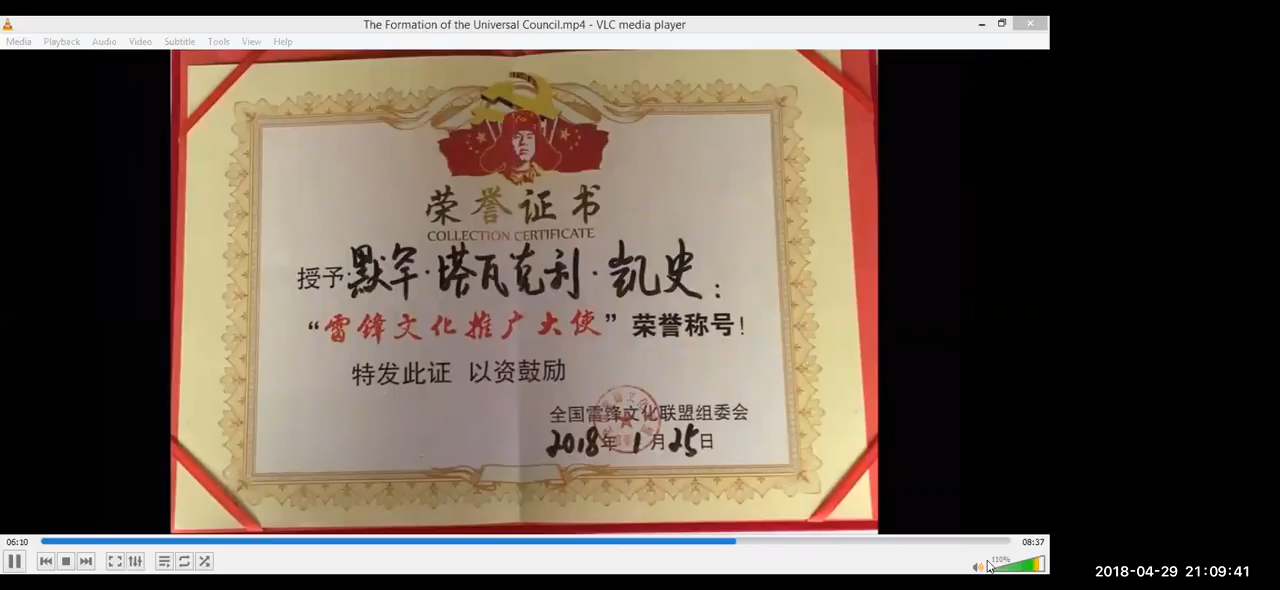 The Formation of the Universal Council.mp4 - VLC media player
Media Playback Audio Video Subtitle Tools View Help
荣誉证书
COLLECTION CERTIFICATE
授予·默罕·塔瓦克利·凯史：
“雷锋文化推广大使”荣誉称号！
特发此证 以资鼓励
全国雷锋文化联盟组委会
2018年1月25日
06:10 08:37
110%
2018-04-29 21:09:41